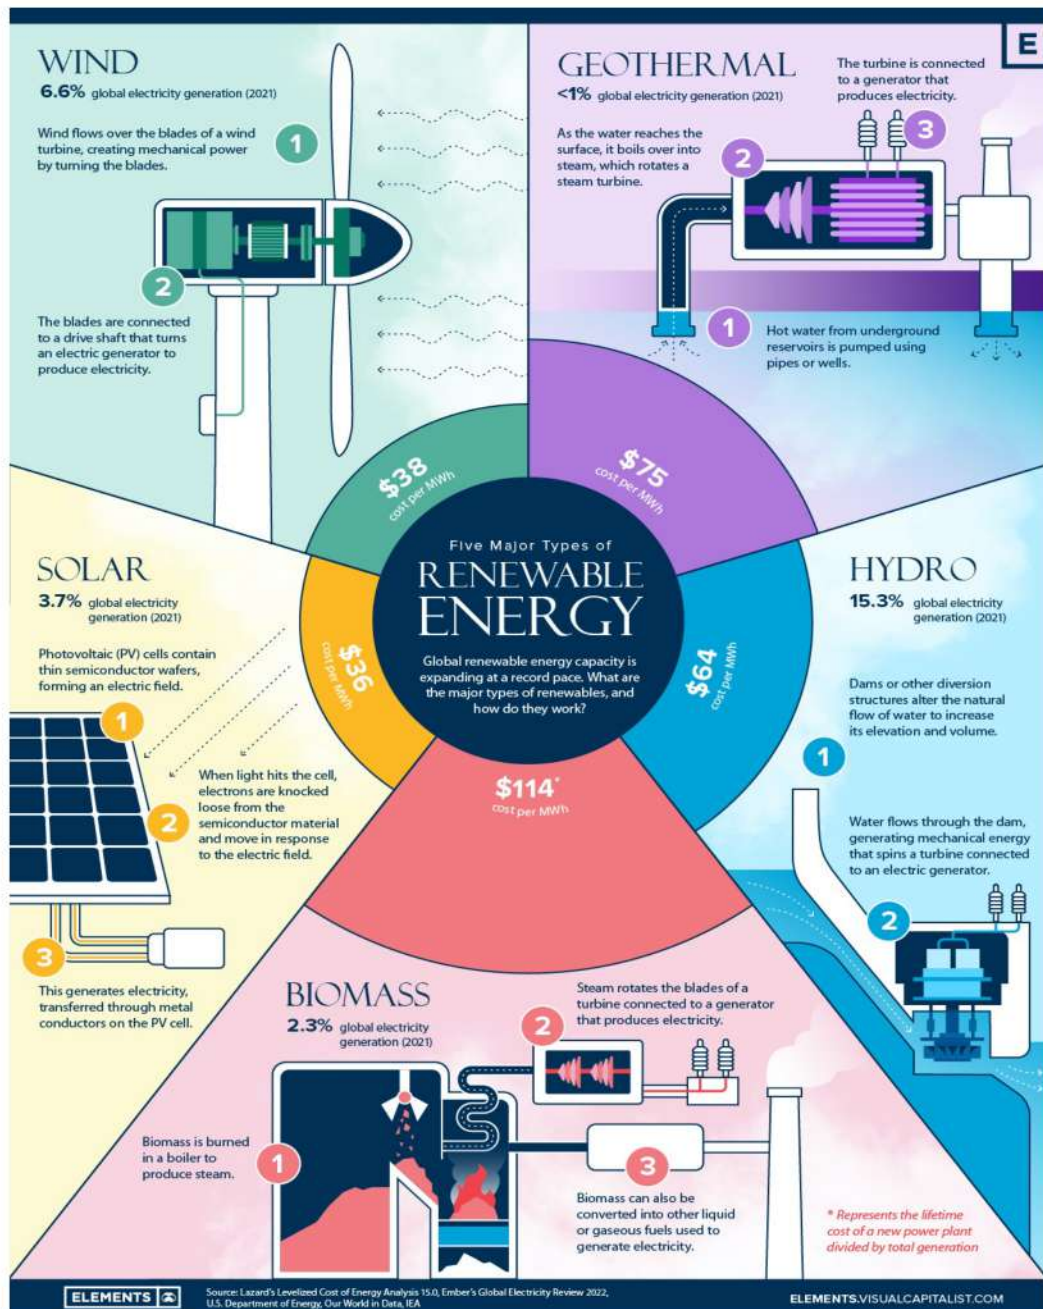 E
WIND
6.6% global electricity generation (2021)
Wind flows over the blades of a wind
turbine, creating mechanical power
by turning the blades.
1
2
The blades are connected
to a drive shaft that turns
an electric generator to
produce electricity.
GEOTHERMAL
<1% global electricity generation (2021)
The turbine is connected
to a generator that
produces electricity.
3
As the water reaches the
surface, it boils over into
steam, which rotates a
steam turbine.
2
1
Hot water from underground
reservoirs is pumped using
pipes or wells.
$38
cost per MWh
$75
cost per MWh
Five Major Types of
RENEWABLE
ENERGY
Global renewable energy capacity is
expanding at a record pace. What are
the major types of renewables, and
how do they work?
$36
cost per MWh
$64
cost per MWh
$114*
cost per MWh
SOLAR
3.7% global electricity
generation (2021)
Photovoltaic (PV) cells contain
thin semiconductor wafers,
forming an electric field.
1
When light hits the cell,
electrons are knocked
loose from the
semiconductor material
and move in response
to the electric field.
2
3
This generates electricity,
transferred through metal
conductors on the PV cell.
HYDRO
15.3% global electricity
generation (2021)
Dams or other diversion
structures alter the natural
flow of water to increase
its elevation and volume.
1
Water flows through the dam,
generating mechanical energy
that spins a turbine connected
to an electric generator.
2
BIOMASS
2.3% global electricity
generation (2021)
Steam rotates the blades of a
turbine connected to a generator
that produces electricity.
2
Biomass is burned
in a boiler to
produce steam.
1
3
Biomass can also be
converted into other liquid
or gaseous fuels used to
generate electricity.
* Represents the lifetime
cost of a new power plant
divided by total generation
ELEMENTS
Source: Lazard's Levelized Cost of Energy Analysis 15.0, Ember's Global Electricity Review 2022,
U.S. Department of Energy, Our World in Data, IEA
ELEMENTS.VISUALCAPITALIST.COM